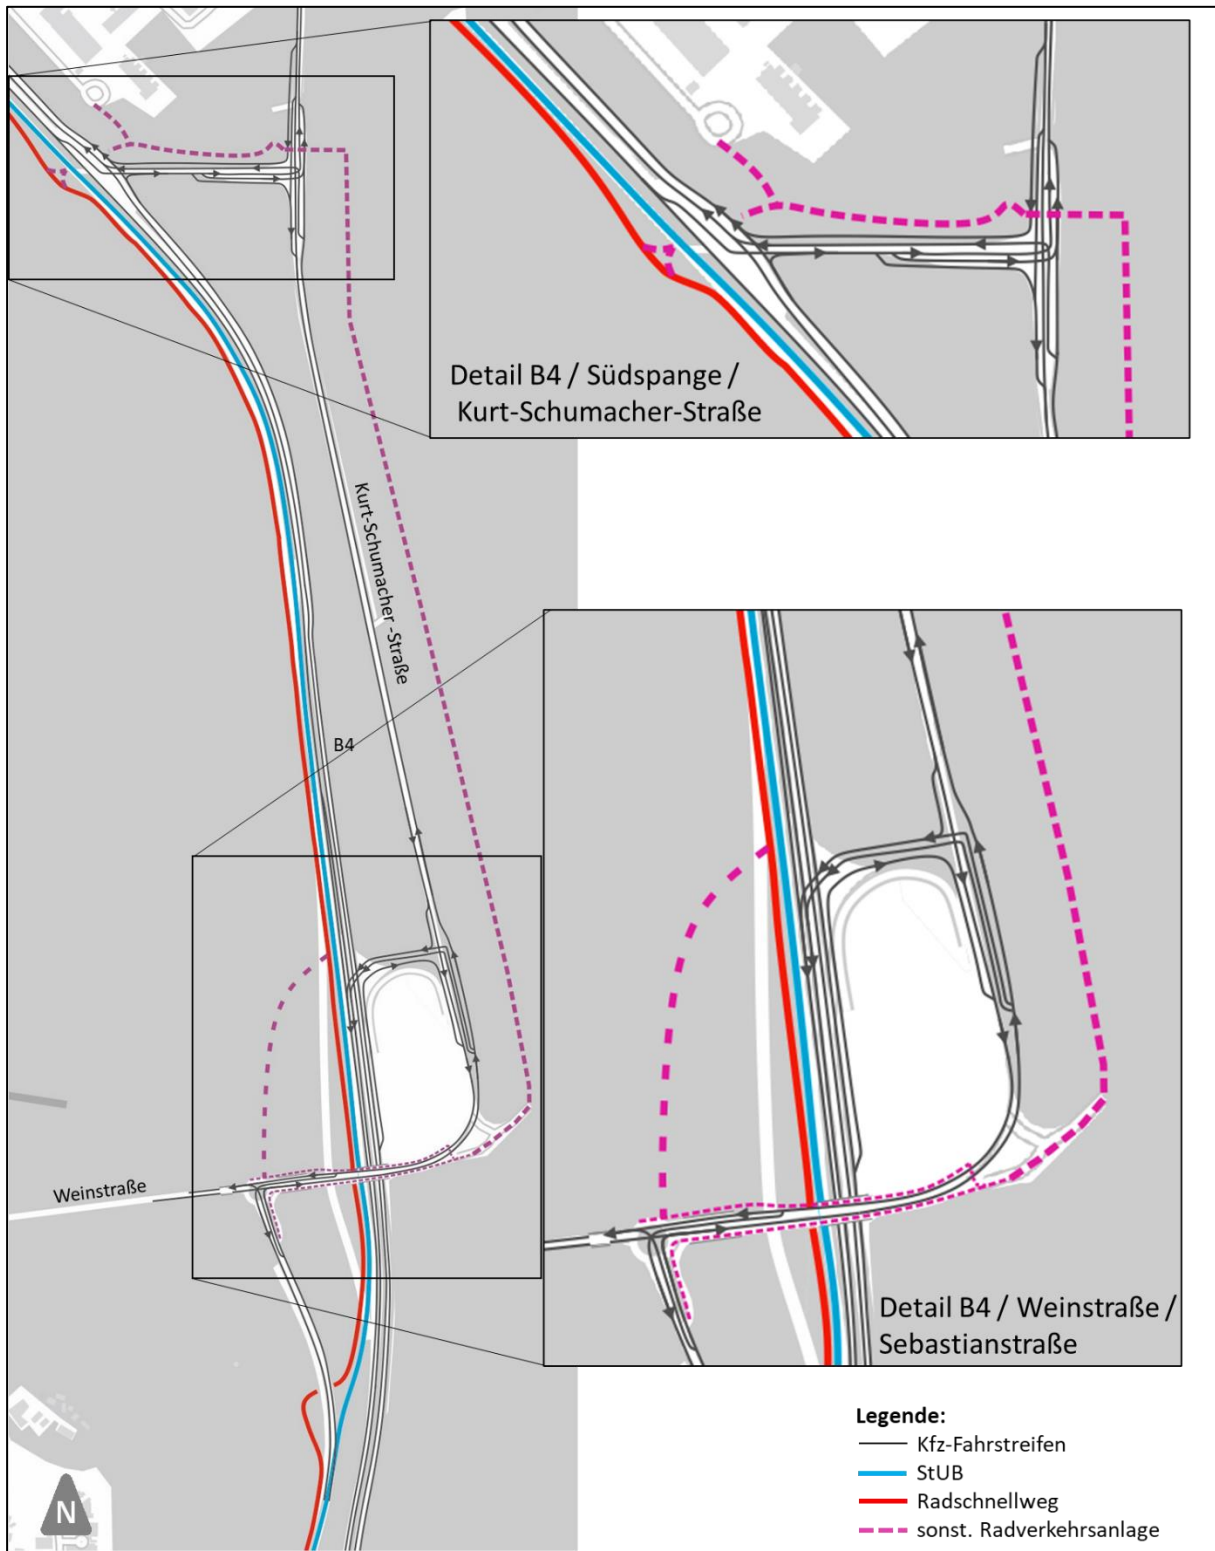 Detail B4 / Südspange /
Kurt-Schumacher-Straße
Kurt-Schumacher -Straße
B4
Weinstraße
Detail B4 / Weinstraße /
Sebastianstraße
Legende:
Kfz-Fahrstreifen
StUB
Radschnellweg
sonst. Radverkehrsanlage
N